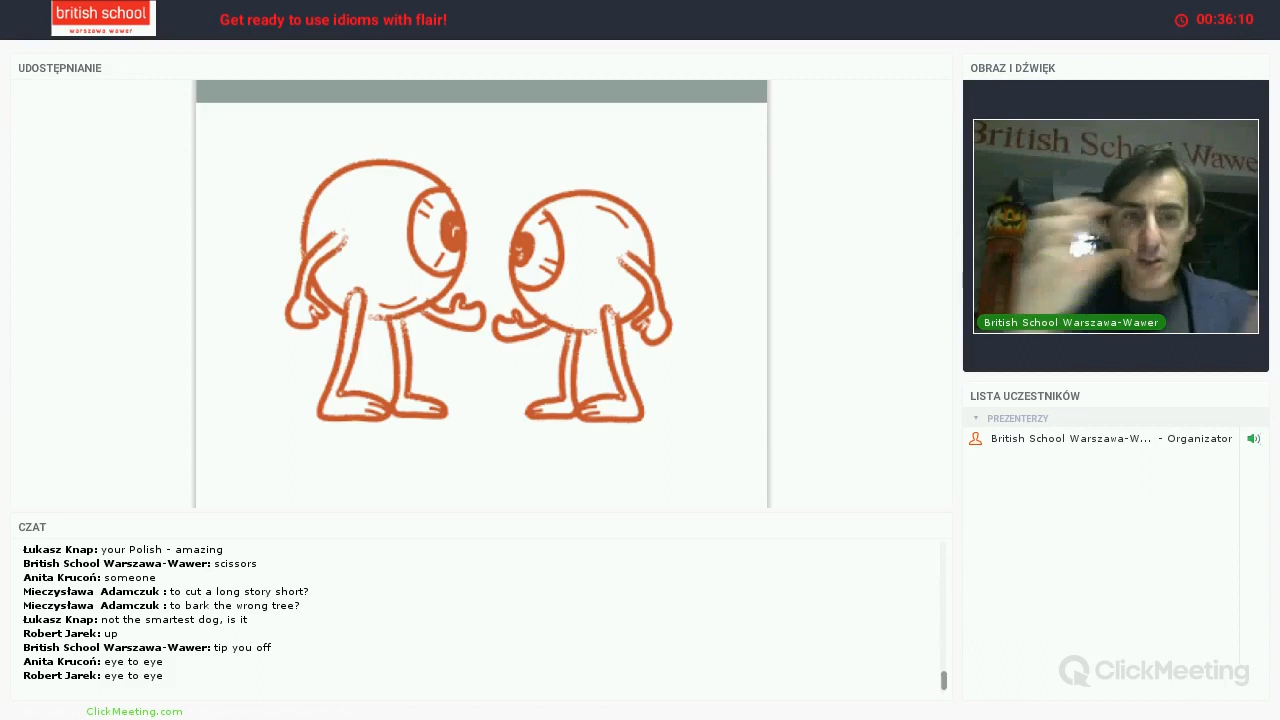 british school
warszawa wawer
Get ready to use idioms with flair!
00:36:10
UDOSTĘPNIANIE
OBRAZ I DŹWIĘK
British School Wawe
British School Warszawa-Wawer
LISTA UCZESTNIKÓW
PREZENTERZY
British School Warszawa-W... - Organizator
CZAT
Łukasz Knap: your Polish - amazing
British School Warszawa-Wawer: scissors
Anita Krucoń: someone
Mieczysława Adamczuk : to cut a long story short?
Mieczysława Adamczuk : to bark the wrong tree?
Łukasz Knap: not the smartest dog, is it
Robert Jarek: up
British School Warszawa-Wawer: tip you off
Anita Krucoń: eye to eye
Robert Jarek: eye to eye
ClickMeeting
ClickMeeting.com